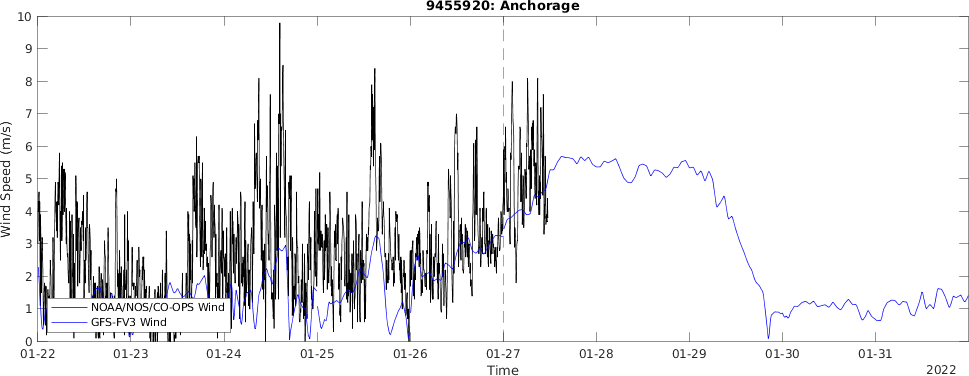 9455920: Anchorage
10
9
8
7
6
5
4
3
2
1
0
Wind Speed (m/s)
NOAA/NOS/CO-OPS Wind
GFS-FV3 Wind
01-22 01-23 01-24 01-25 01-26 01-27 01-28 01-29 01-30 01-31
Time
2022